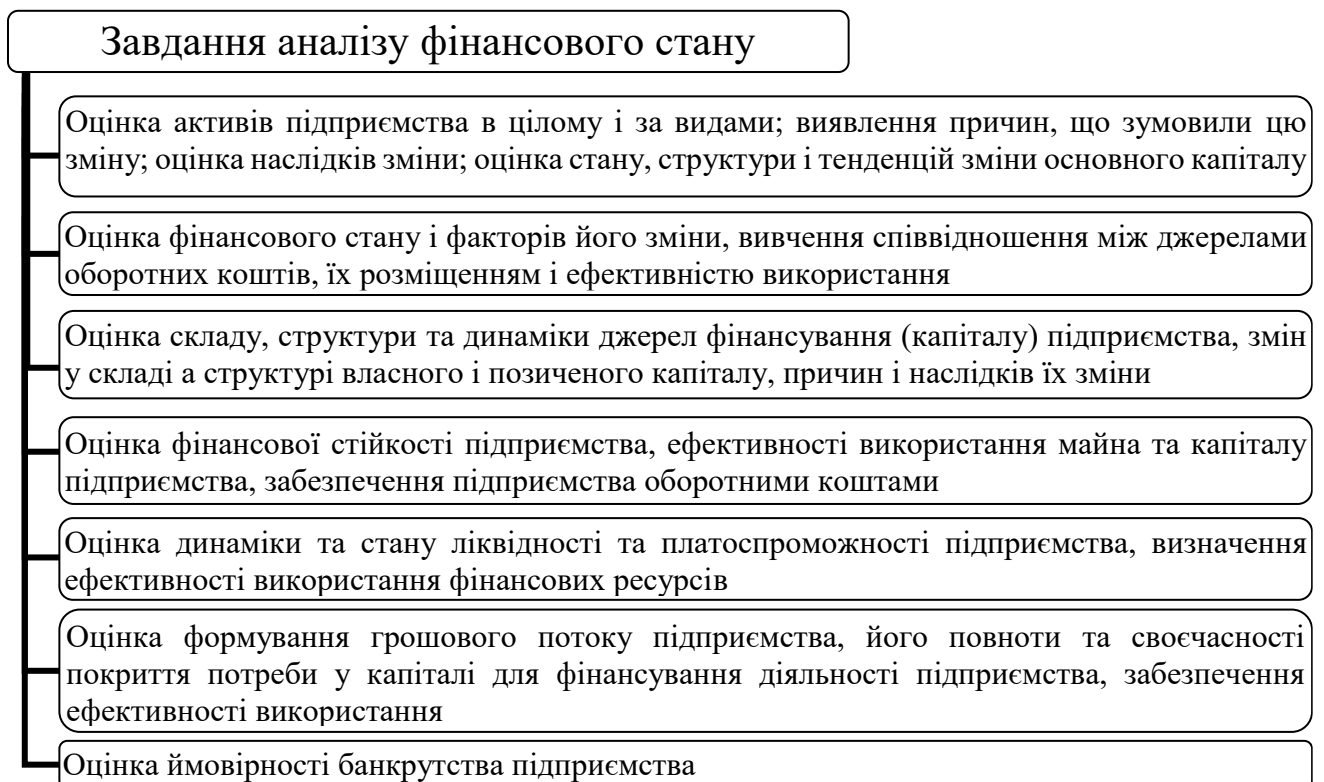 Завдання аналізу фінансового стану
Оцінка активів підприємства в цілому і за видами; виявлення причин, що зумовили цю
зміну; оцінка наслідків зміни; оцінка стану, структури і тенденцій зміни основного капіталу
Оцінка фінансового стану і факторів його зміни, вивчення співвідношення між джерелами
оборотних коштів, їх розміщенням і ефективністю використання
Оцінка складу, структури та динаміки джерел фінансування (капіталу) підприємства, змін
у складі а структурі власного і позиченого капіталу, причин і наслідків їх зміни
Оцінка фінансової стійкості підприємства, ефективності використання майна та капіталу
підприємства, забезпечення підприємства оборотними коштами
Оцінка динаміки та стану ліквідності та платоспроможності підприємства, визначення
ефективності використання фінансових ресурсів
Оцінка формування грошового потоку підприємства, його повноти та своєчасності
покриття потреби у капіталі для фінансування діяльності підприємства, забезпечення
ефективності використання
Оцінка ймовірності банкрутства підприємства